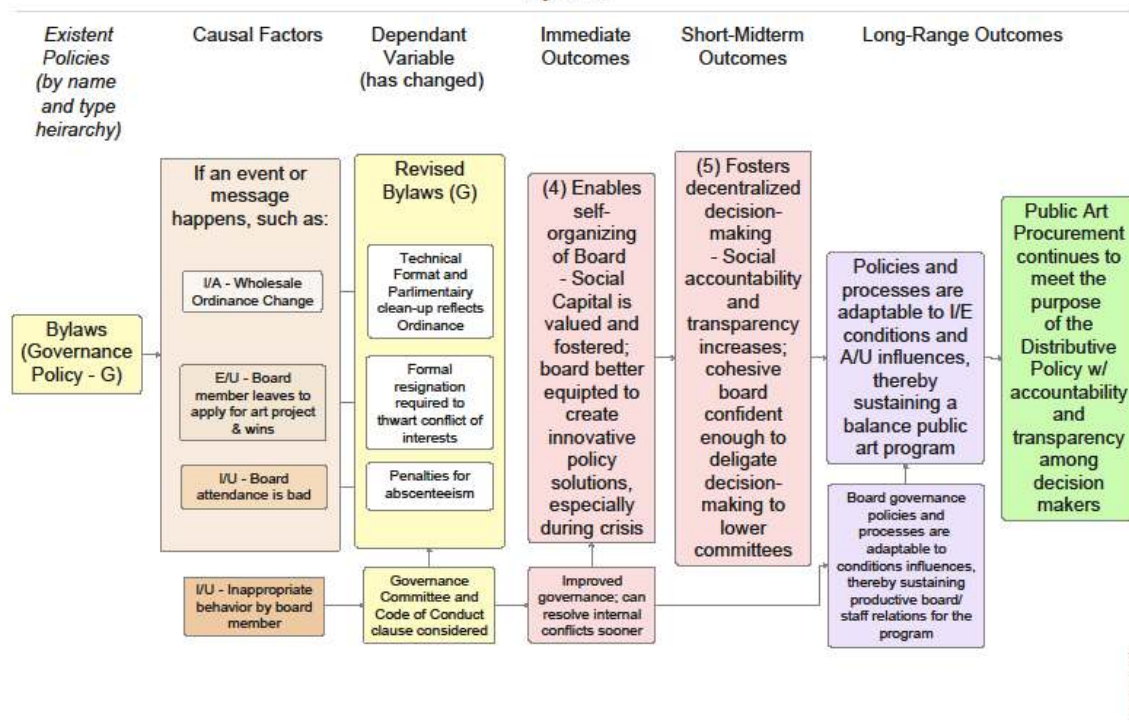 Existent
Policies
(by name
and type
heirarchy)
Causal Factors
Dependant
Variable
(has changed)
Immediate
Outcomes
Short-Midterm
Outcomes
Long-Range Outcomes
Bylaws
(Governance
Policy - G)
If an event or
message
happens, such as:
I/A - Wholesale
Ordinance Change
E/U - Board
member leaves to
apply for art project
& wins
I/U - Board
attendance is bad
I/U - Inappropriate
behavior by board
member
Revised
Bylaws (G)
Technical
Format and
Parlimentairy
clean-up reflects
Ordinance
Formal
resignation
required to
thwart conflict of
interests
Penalties for
abscenteeism
Governance
Committee and
Code of Conduct
clause considered
(4) Enables
self-
organizing
of Board
- Social
Capital is
valued and
fostered;
board better
equipted to
create
innovative
policy
solutions,
especially
during crisis
Improved
governance; can
resolve internal
conflicts sooner
(5) Fosters
decentralized
decision-
making
- Social
accountability
and
transparency
increases;
cohesive
board
confident
enough to
deligate
decision-
making to
lower
committees
Policies and
processes are
adaptable to I/E
conditions and
A/U influences,
thereby
sustaining a
balance public
art program
Board governance
policies and
processes are
adaptable to
conditions influences,
thereby sustaining
productive board/
staff relations for the
program
Public Art
Procurement
continues to
meet the
purpose
of the
Distributive
Policy w/
accountability
and
transparency
among
decision
makers